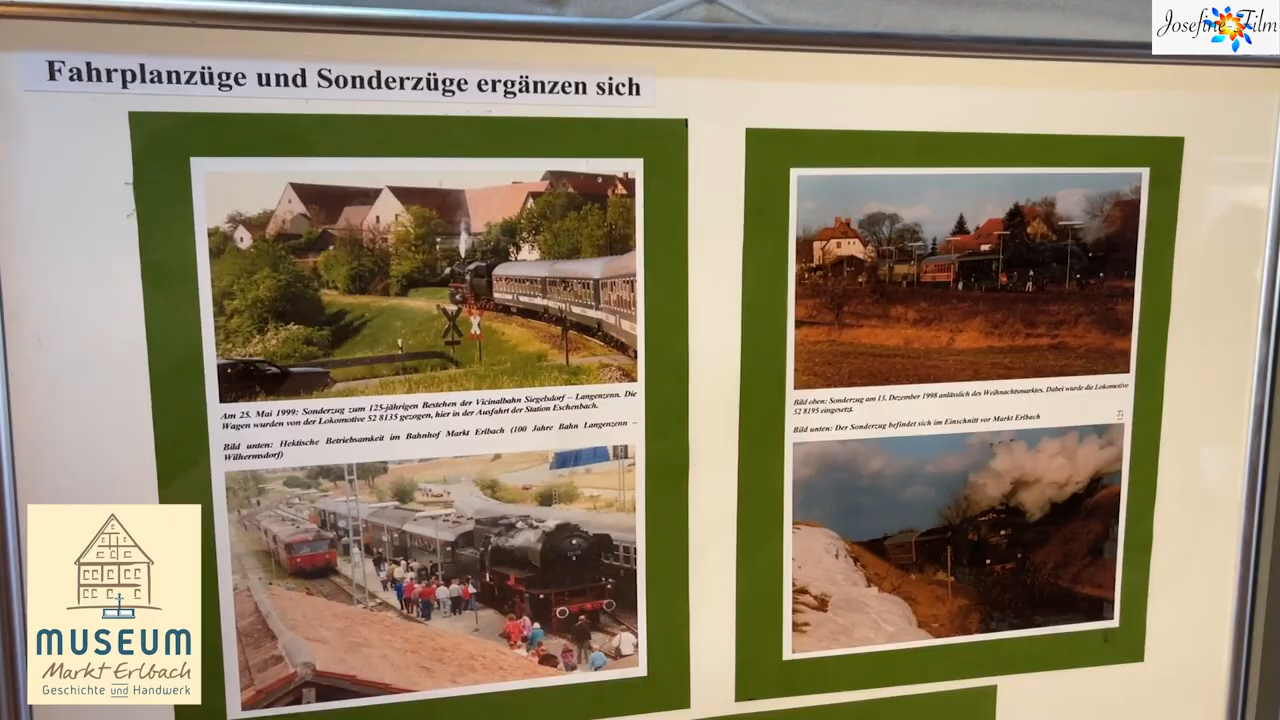 Josefine Film
Fahrplanzüge und Sonderzüge ergänzen sich
Am 25. Mai 1999: Sonderzug zum 125-jährigen Bestehen der Vicinalbahn Siegelsdorf – Langenzenn. Die
Wagen wurden von der Lokomotive 52 8135 gezogen, hier in der Ausfahrt der Station Eschenbach.
Bild unten: Hektische Betriebsamkeit im Bahnhof Markt Erlbach (100 Jahre Bahn Langenzenn –
Wilhermsdorf)
Bild oben: Sonderzug am 13. Dezember 1998 anlässlich des Weihnachtsmarktes. Dabei wurde die Lokomotive
52 8195 eingesetzt.
Bild unten: Der Sonderzug befindet sich im Einschnitt vor Markt Erlbach
125
MUSEUM
Markt Erlbach
Geschichte und Handwerk